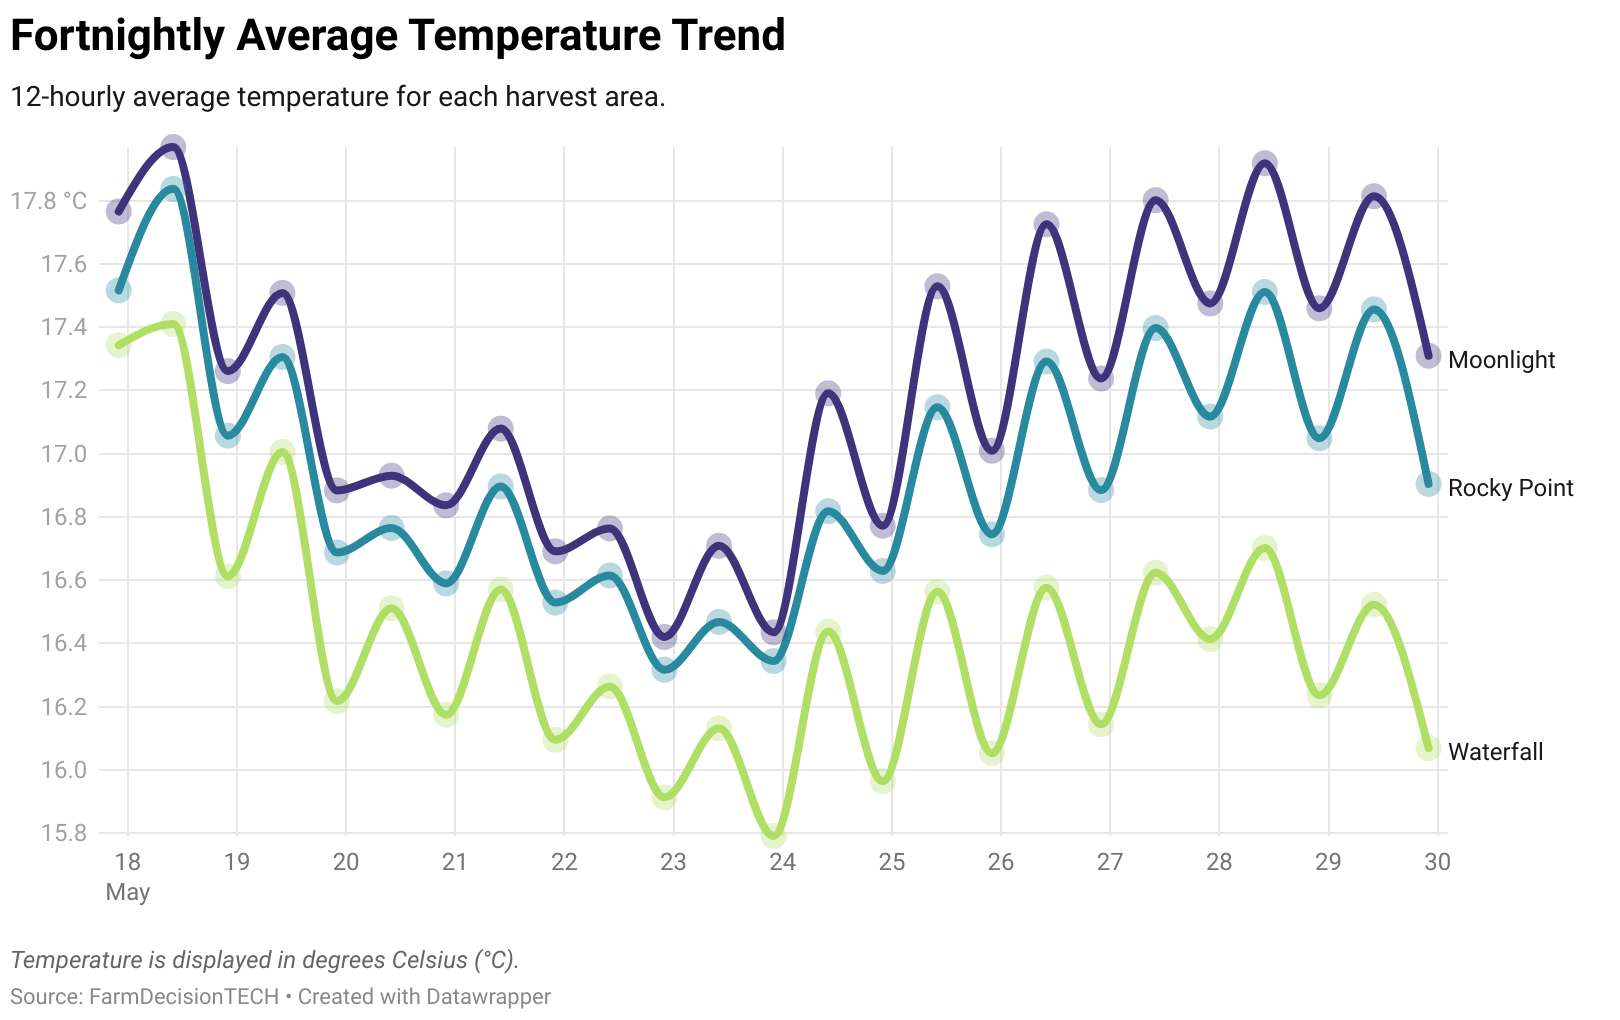 Fortnightly Average Temperature Trend
12-hourly average temperature for each harvest area.
17.8 °C
17.6
17.4
17.2
17.0
16.8
16.6
16.4
16.2
16.0
15.8
Moonlight
Rocky Point
Waterfall
18 19 20 21 22 23 24 25 26 27 28 29 30
May
Temperature is displayed in degrees Celsius (°C).
Source: FarmDecisionTECH • Created with Datawrapper